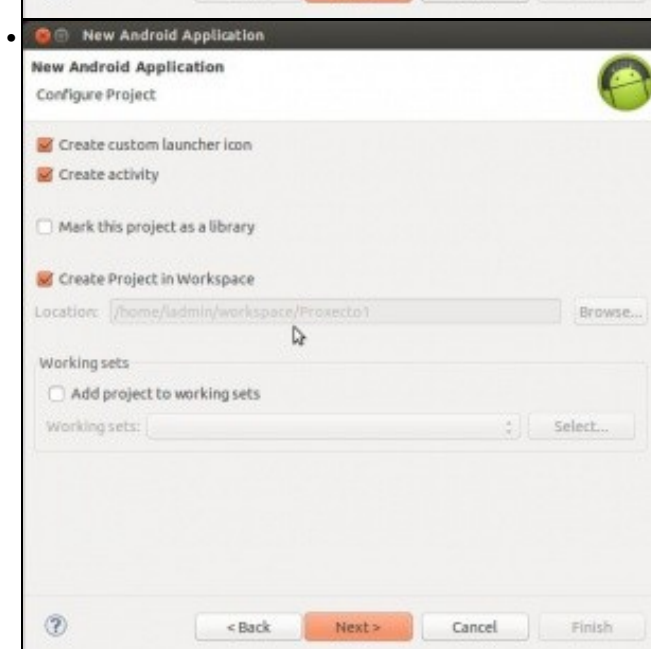 New Android Application
New Android Application
Configure Project
Create custom launcher icon
Create activity
Mark this project as a library
Create Project in Workspace
Location: /home/iadmin/workspace/Proxecto1 Browse...
Working sets
Add project to working sets
Working sets: Select...
< Back Next > Cancel Finish